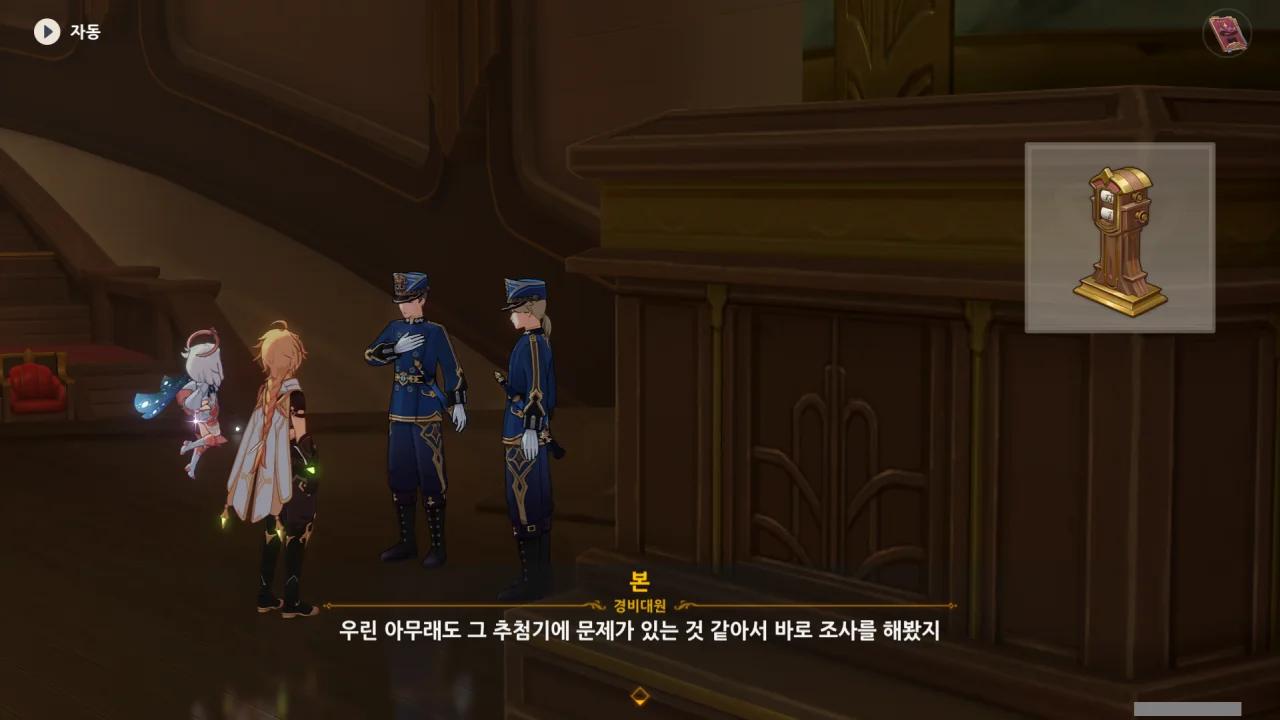 자동
본
경비대원
우린 아무래도 그 추첨기에 문제가 있는 것 같아서 바로 조사를 해봤지